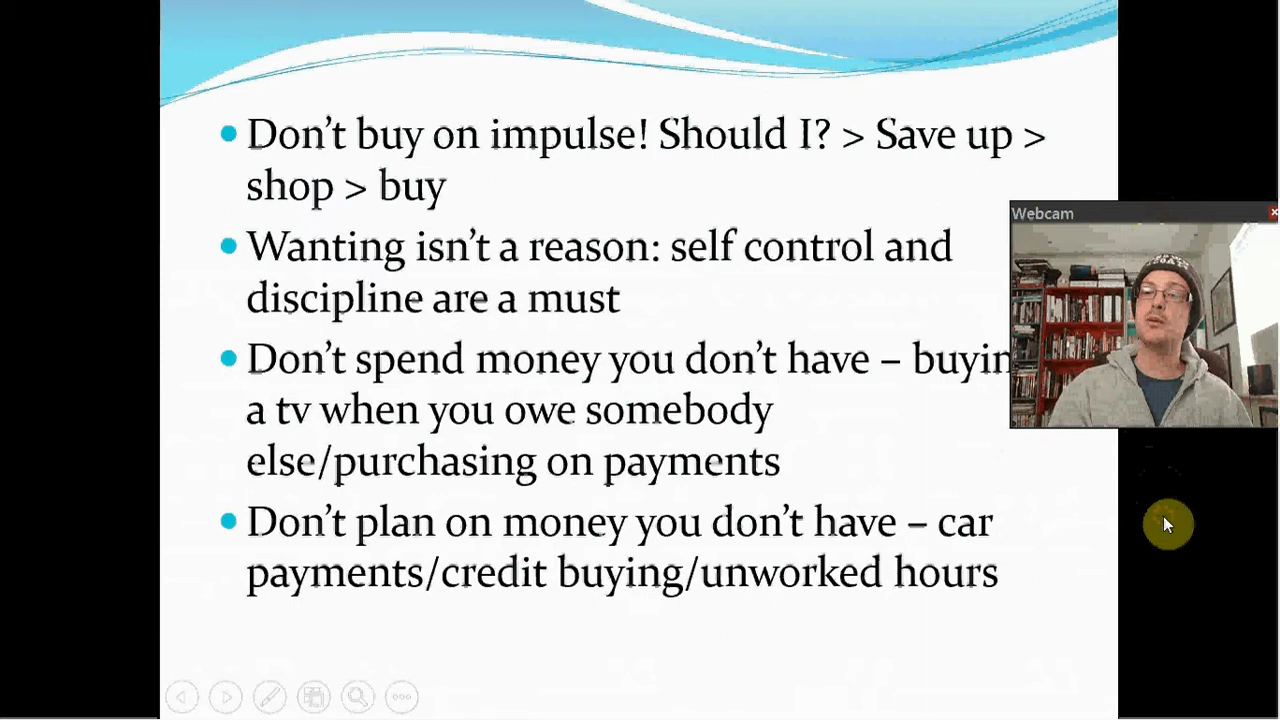 Don't buy on impulse! Should I? > Save up >
shop > buy
Wanting isn't a reason: self control and
discipline are a must
Don't spend money you don't have – buyin
a tv when you owe somebody
else/purchasing on payments
Don't plan on money you don't have – car
payments/credit buying/unworked hours
Webcam